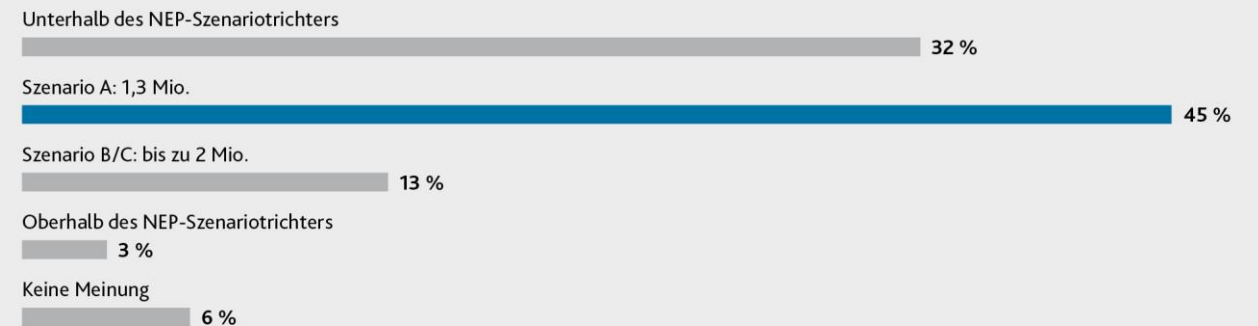 Unterhalb des NEP-Szenariotrichters
32 %
Szenario A: 1,3 Mio.
45 %
Szenario B/C: bis zu 2 Mio.
13 %
Oberhalb des NEP-Szenariotrichters
3 %
Keine Meinung
6 %